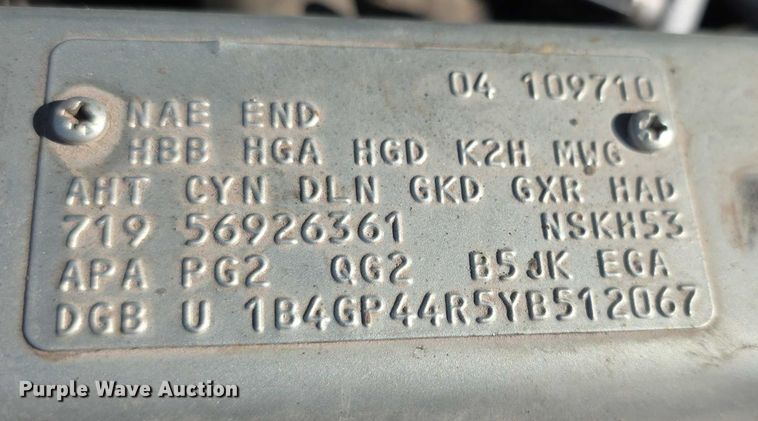 04 109710
NAE END
HBB HGA HGD K2H MWG
AHT CYN DLN GKD GXR HAD
719 56926361 NSKH53
APA PG2 QG2 B5JK EGA
DGB U 1B4GP44R5YB512067
Purple Wave Auction